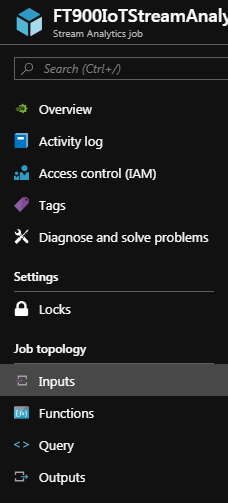 FT900IoTStreamAnaly
Stream Analytics job
Search (Ctrl+/)
Overview
Activity log
Access control (IAM)
Tags
Diagnose and solve problems
Settings
Locks
Job topology
Inputs
Functions
Query
<>
Outputs